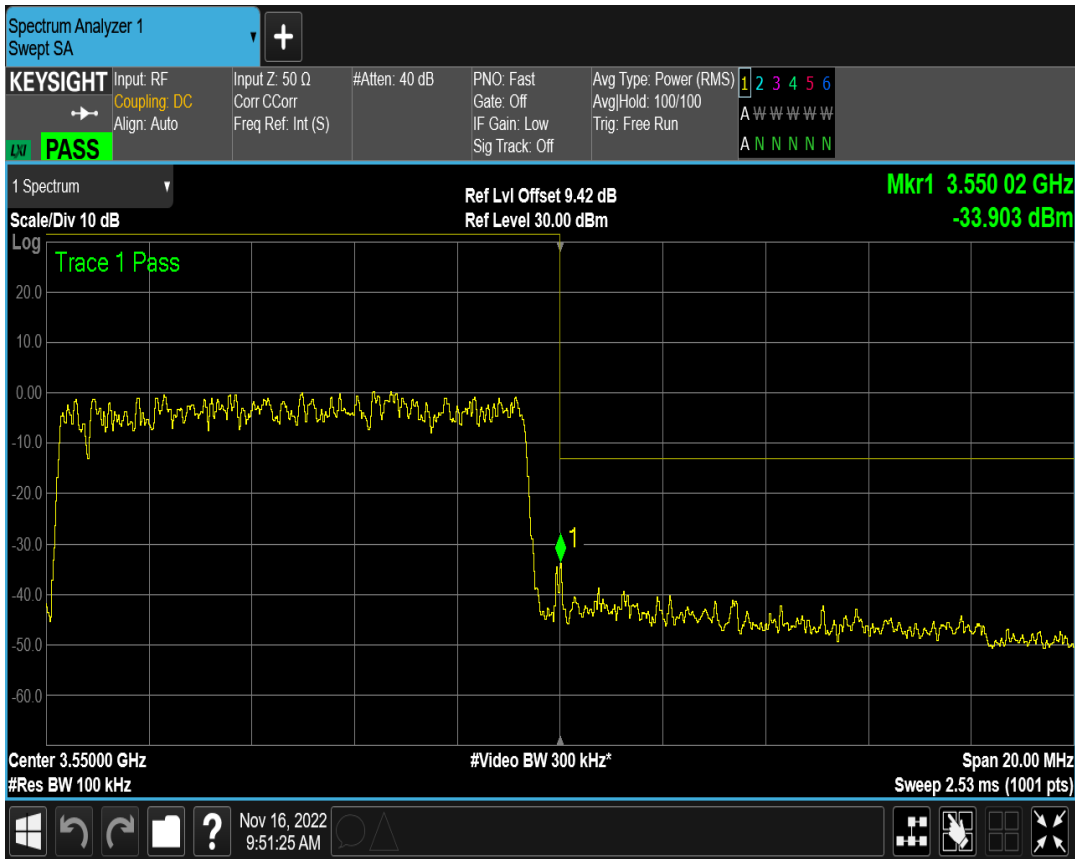 Spectrum Analyzer 1
Swept SA
+
KEYSIGHT
LXI PASS
Input: RF
Coupling: DC
Align: Auto
Input Z: 50 Ω
Corr CCorr
Freq Ref: Int (S)
#Atten: 40 dB
PNO: Fast
Gate: Off
IF Gain: Low
Sig Track: Off
Avg Type: Power (RMS)
Avg|Hold: 100/100
Trig: Free Run
1 2 3 4 5 6
A W W W W W
A N N N N N
1 Spectrum
Scale/Div 10 dB
Ref Lvl Offset 9.42 dB
Ref Level 30.00 dBm
Mkr1 3.550 02 GHz
-33.903 dBm
Log
Trace 1 Pass
20.0
10.0
0.00
-10.0
-20.0
-30.0
1
-40.0
-50.0
-60.0
Center 3.55000 GHz
#Video BW 300 kHz*
Span 20.00 MHz
#Res BW 100 kHz
Sweep 2.53 ms (1001 pts)
?
Nov 16, 2022
9:51:25 AM